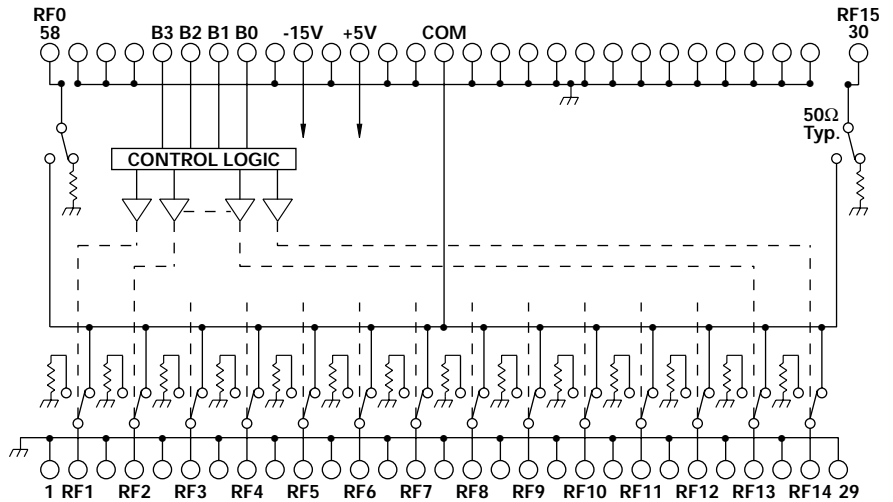 RF0 RF15
58 B3 B2 B1 B0 -15V +5V COM 30
50Ω
Typ.
CONTROL LOGIC
1 RF1 RF2 RF3 RF4 RF5 RF6 RF7 RF8 RF9 RF10 RF11 RF12 RF13 RF14 29